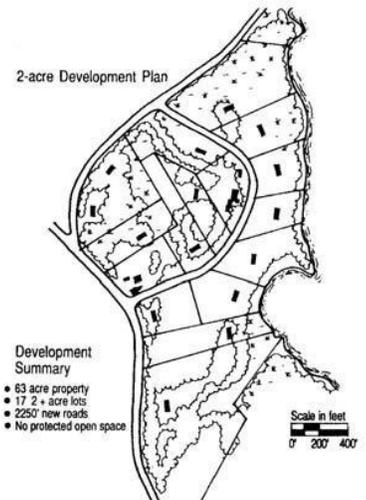 2-acre Development Plan
Development
Summary
● 63 acre property
● 17 2 + acre lots
● 2250' new roads
● No protected open space
Scale in feet
0' 200' 400'